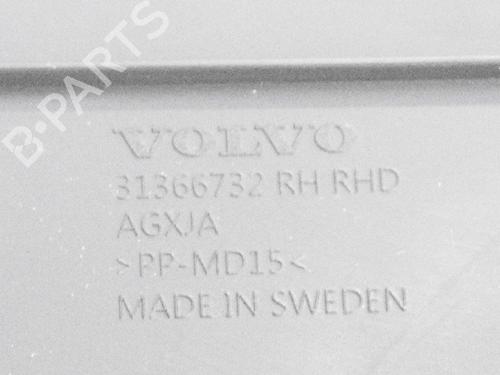 B-PARTS
VOLVO
31366732 RH RHD
AGXJA
>PP-MD15<
MADE IN SWEDEN